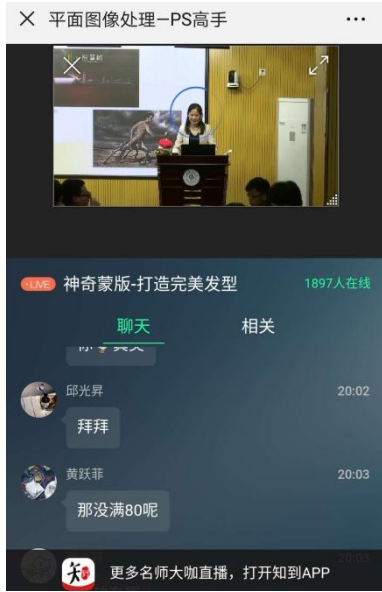 平面图像处理—PS高手
LIVE
神奇蒙版-打造完美发型
1897人在线
聊天
相关
邱光昇
20:02
拜拜
黄跃菲
20:03
那没满80呢
20:03
更多名师大咖直播，打开知到APP